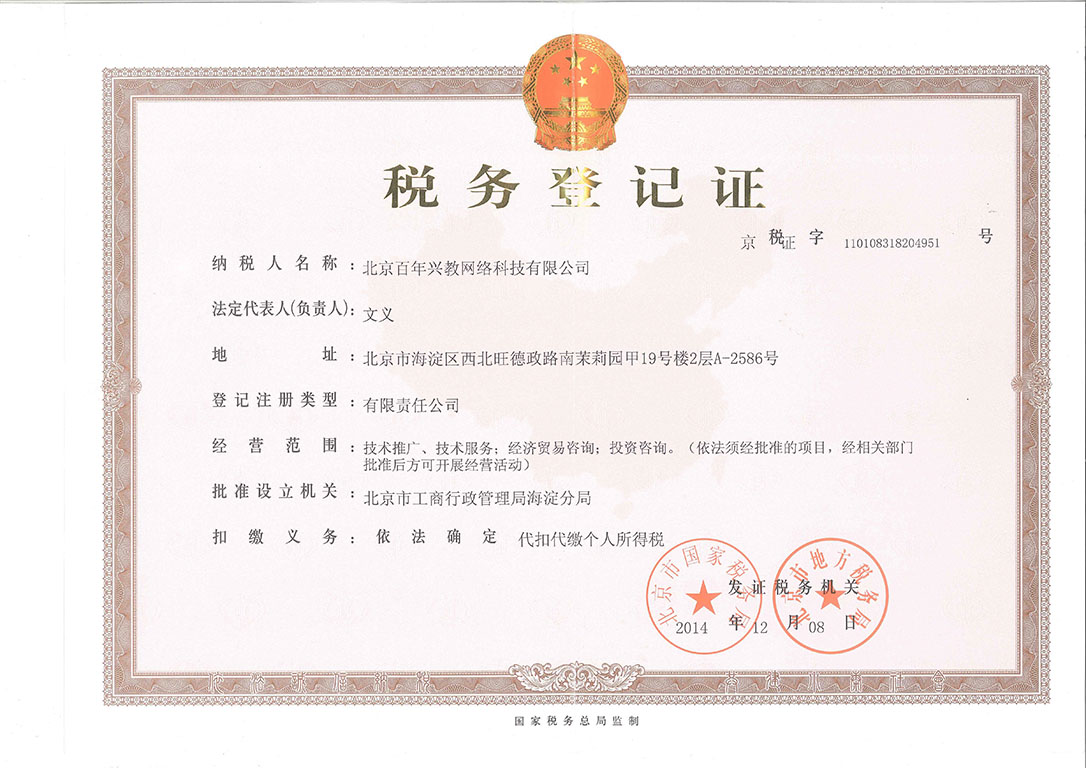 税务登记证
京税证字 110108318204951 号
纳税人名称：北京百年兴教网络科技有限公司
法定代表人(负责人)：文义
地址：北京市海淀区西北旺德政路南茉莉园甲19号楼2层A-2586号
登记注册类型：有限责任公司
经营范围：技术推广、技术服务；经济贸易咨询；投资咨询。（依法须经批准的项目，经相关部门
批准后方可开展经营活动）
批准设立机关：北京市工商行政管理局海淀分局
扣缴义务：依法确定 代扣代缴个人所得税
北京市国家税务局
北京市地方税务局
发证税务机关
2014 年 12 月 08 日
依法诚信纳税 共建小康社会
国家税务总局监制